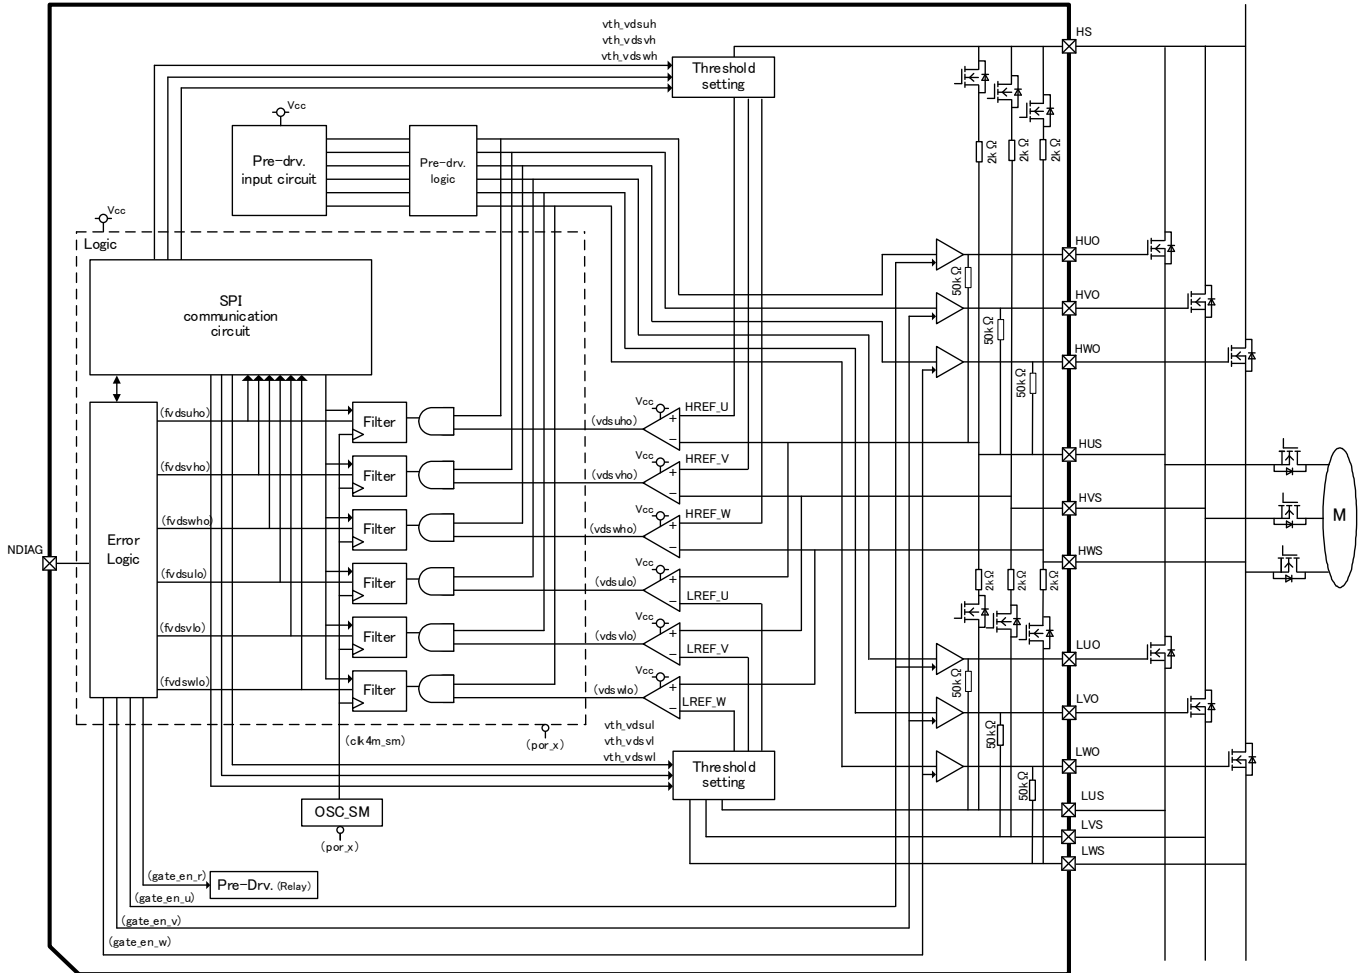 vth_vdsuh
vth_vdsvh
vth_vdswh
HS
Threshold
setting
2kΩ
2kΩ
2kΩ
Vcc
Pre-drv.
input circuit
Pre-drv.
logic
Vcc
Logic
SPI
communication
circuit
HUO
HVO
HWO
50kΩ
50kΩ
50kΩ
Error
Logic
NDIAG
(fvdsuho)
Filter
(vdsuho)
Vcc
+
−
HREF_U
HUS
(fvdsvho)
Filter
(vdsvho)
Vcc
+
−
HREF_V
HVS
(fvdswho)
Filter
(vdswho)
Vcc
+
−
HREF_W
HWS
M
(fvdsulo)
Filter
(vdsulo)
Vcc
+
−
LREF_U
2kΩ
2kΩ
2kΩ
(fvdsvlo)
Filter
(vdsvlo)
Vcc
+
−
LREF_V
LUO
(fvdswlo)
Filter
(vdswlo)
Vcc
+
−
LREF_W
LVO
50kΩ
50kΩ
50kΩ
LWO
(clk4m_sm)
(por_x)
vth_vdsul
vth_vdsvl
vth_vdswl
Threshold
setting
OSC_SM
(por_x)
LUS
LVS
LWS
(gate_en_r)
Pre-Drv. (Relay)
(gate_en_u)
(gate_en_v)
(gate_en_w)